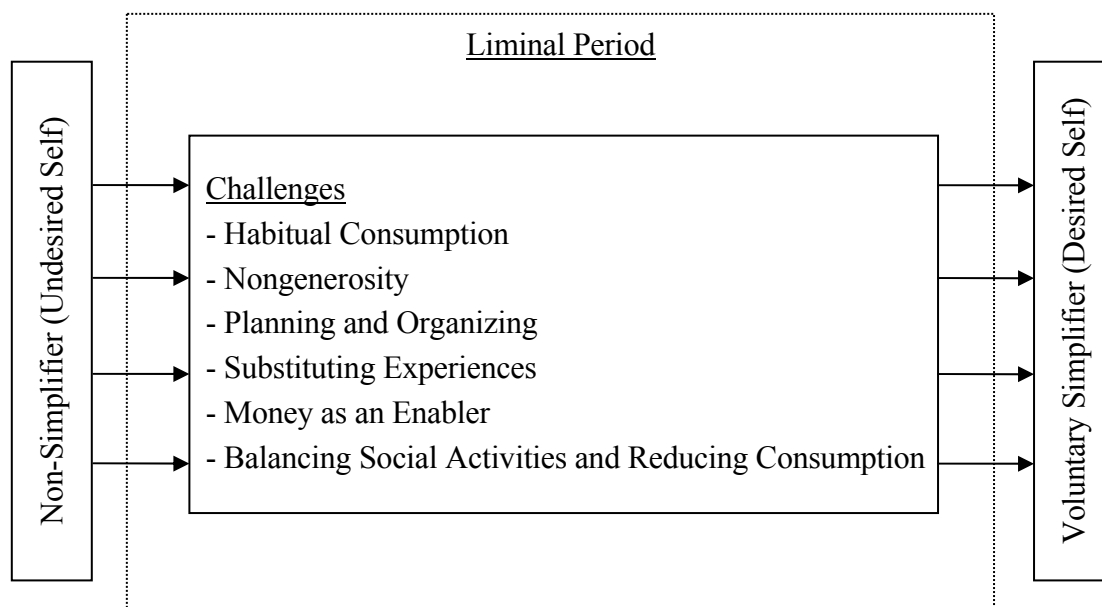 Liminal Period
Non-Simplifier (Undesired Self)
Challenges
- Habitual Consumption
- Nongenerosity
- Planning and Organizing
- Substituting Experiences
- Money as an Enabler
- Balancing Social Activities and Reducing Consumption
Voluntary Simplifier (Desired Self)